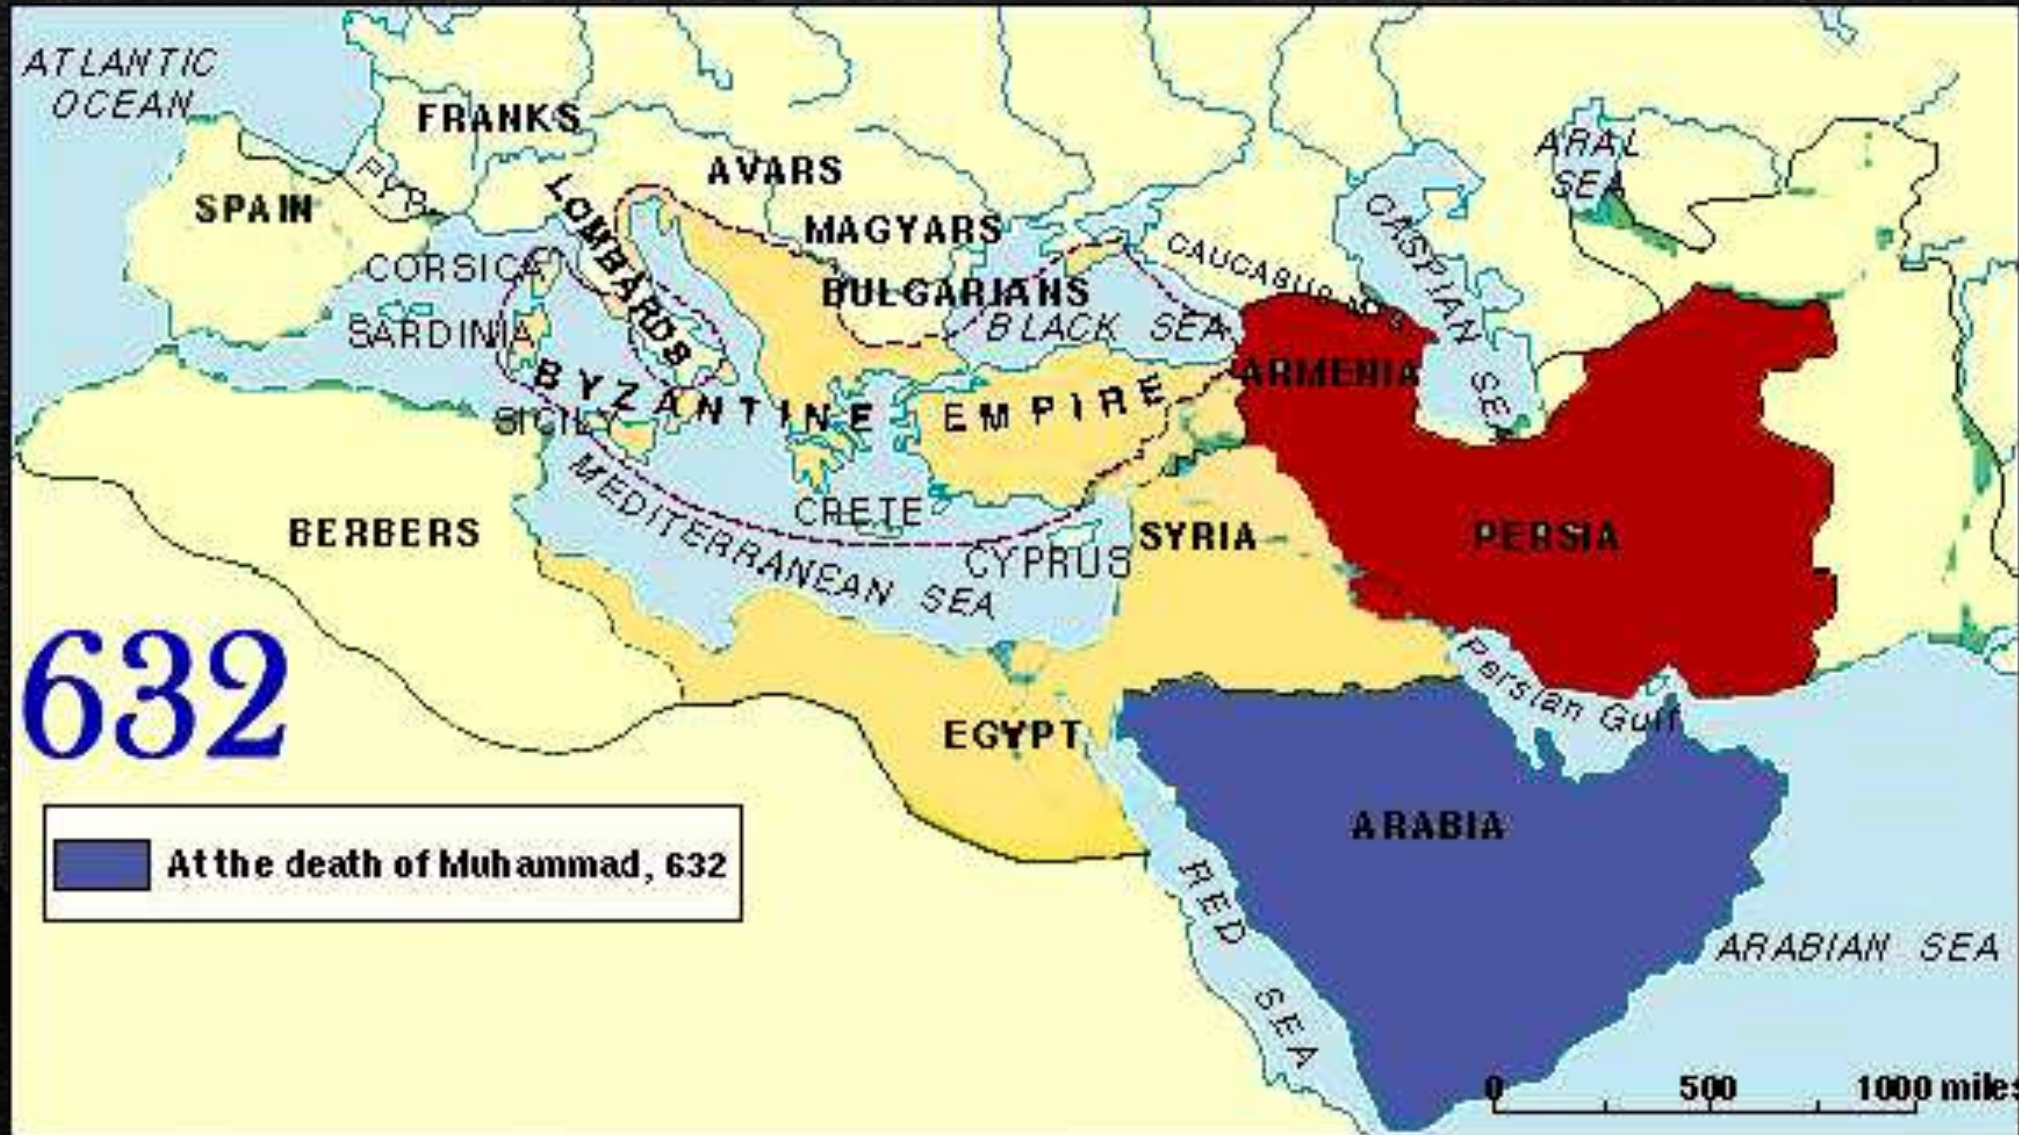 ATLANTIC
OCEAN
FRANKS
AVARS
ARAL
SEA
PYR.
SPAIN
LOMBARDS
MAGYARS
CORSICA
CAUCASUS
CASPIAN SEA
BULGARIANS
BLACK SEA
SARDINIA
ARMENIA
BYZANTINE EMPIRE
SICILY
CRETE
MEDITERRANEAN SEA
CYPRUS
SYRIA
PERSIA
BERBERS
632
Persian Gulf
EGYPT
ARABIA
At the death of Muhammad, 632
RED SEA
ARABIAN SEA
0 500 1000 miles